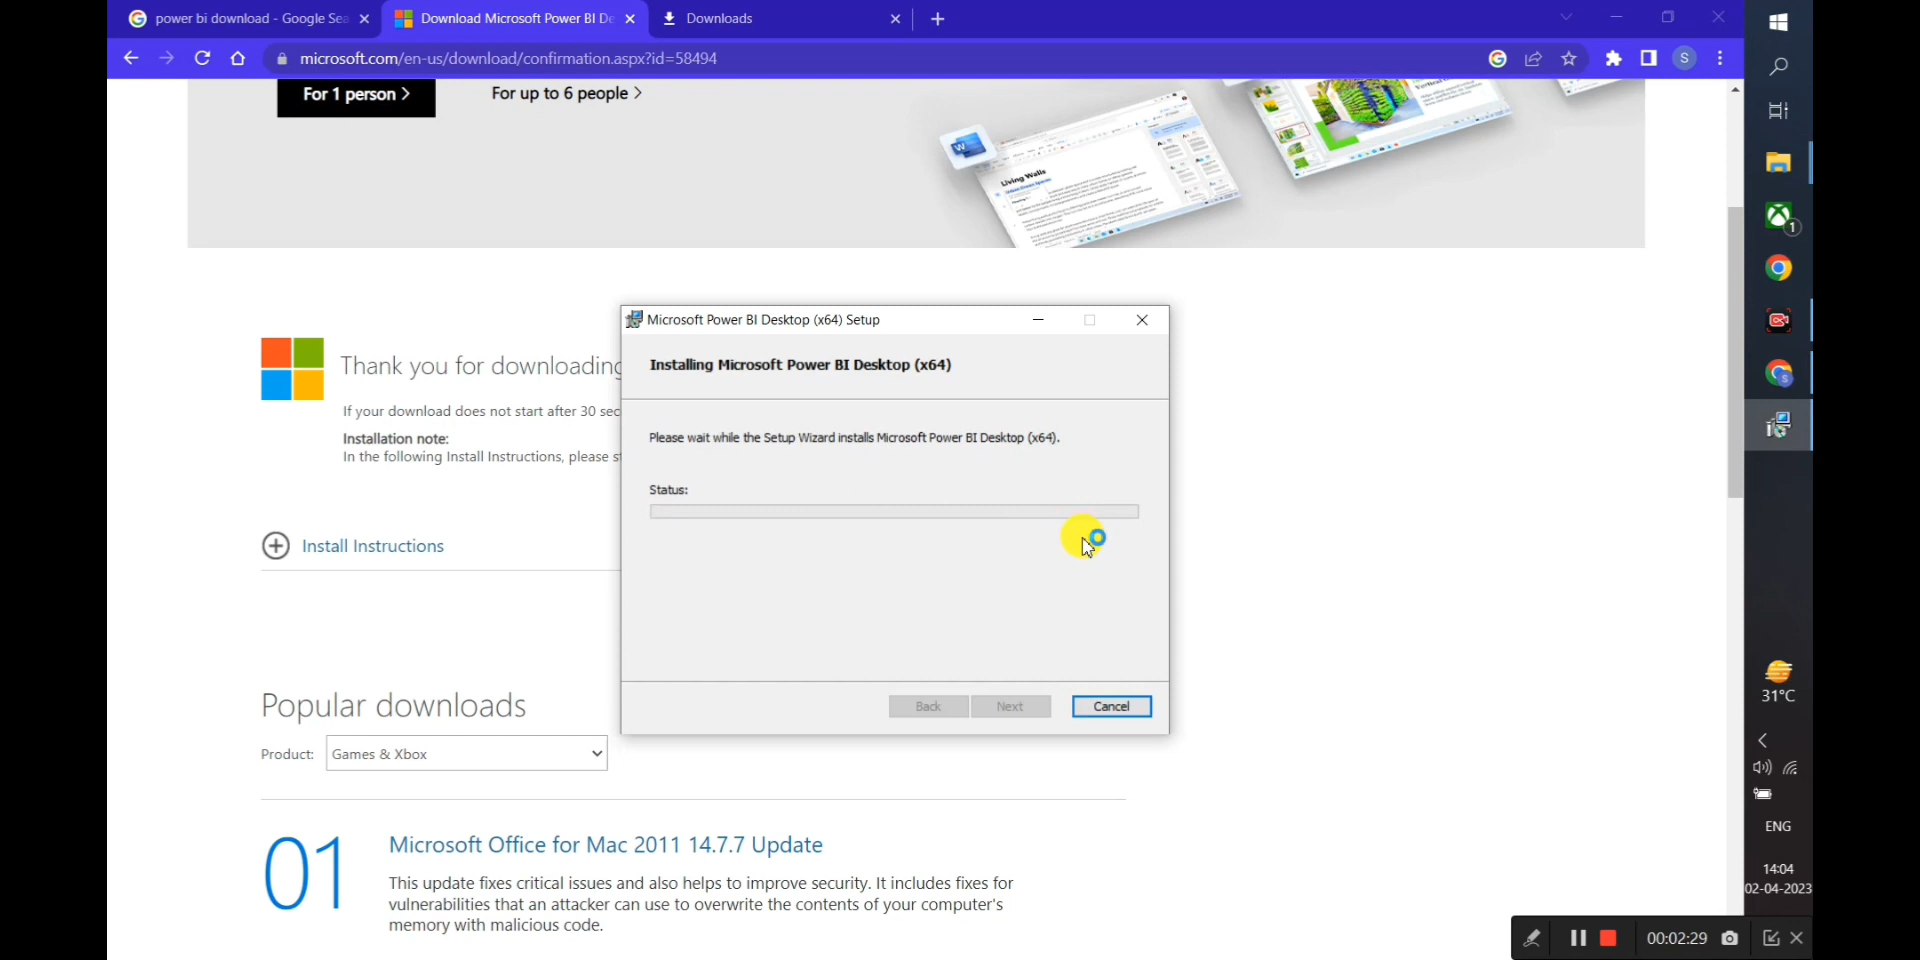 power bi download - Google Sea
Download Microsoft Power BI De
Downloads
microsoft.com/en-us/download/confirmation.aspx?id=58494
S
For 1 person >
For up to 6 people >
W
Living Walls
1
Microsoft Power BI Desktop (x64) Setup
Installing Microsoft Power BI Desktop (x64)
Thank you for downloading
If your download does not start after 30 sec
Installation note:
In the following Install Instructions, please s
Please wait while the Setup Wizard installs Microsoft Power BI Desktop (x64).
Status:
Install Instructions
Back
Next
Cancel
Popular downloads
Product:
Games & Xbox
01
Microsoft Office for Mac 2011 14.7.7 Update
This update fixes critical issues and also helps to improve security. It includes fixes for
vulnerabilities that an attacker can use to overwrite the contents of your computer's
memory with malicious code.
31°C
ENG
14:04
02-04-2023
00:02:29